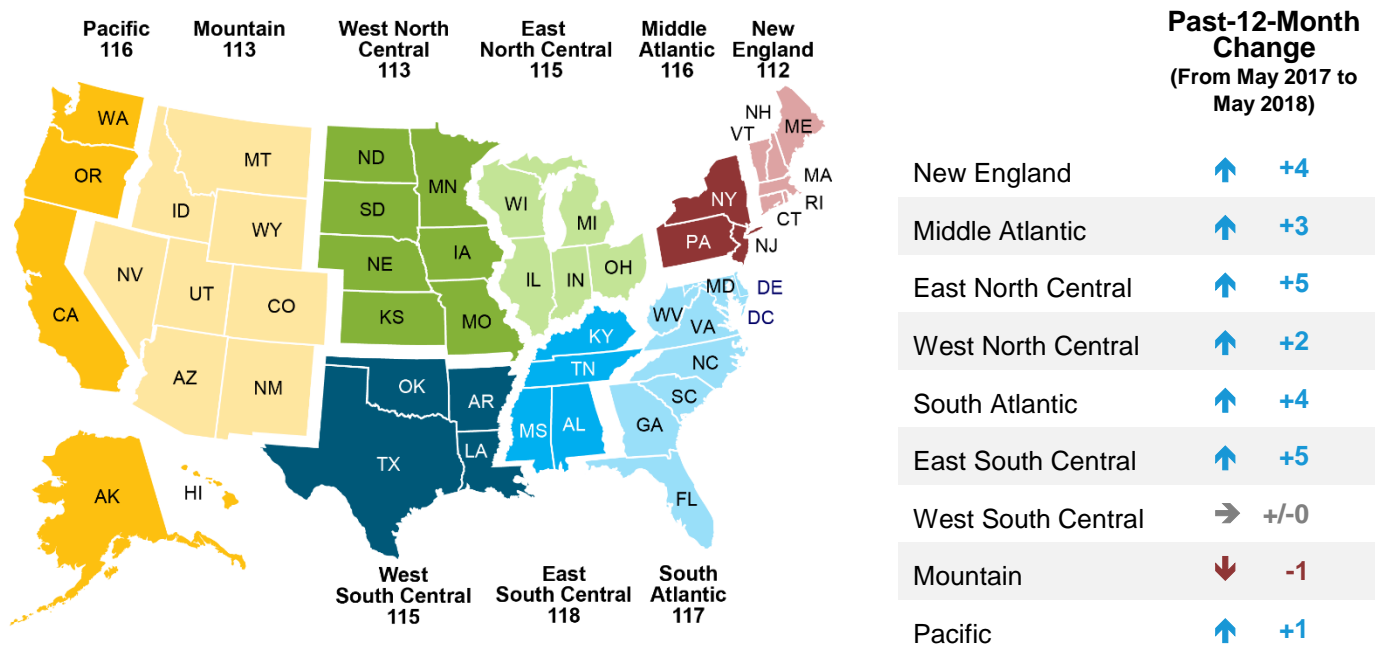 Pacific
116
Mountain
113
West North
Central
113
East
North Central
115
Middle
Atlantic
116
New
England
112
WA
OR
CA
AK
HI
MT
ID
WY
NV
UT
CO
AZ
NM
ND
SD
NE
KS
MN
IA
MO
WI
MI
IL
IN
OH
NY
PA
NJ
NH
VT
ME
MA
RI
CT
MD
DE
DC
WV
VA
NC
SC
GA
FL
KY
TN
MS
AL
OK
AR
TX
LA
West
South Central
115
East
South Central
118
South
Atlantic
117
Past-12-Month
Change
(From May 2017 to
May 2018)
New England +4
Middle Atlantic +3
East North Central +5
West North Central +2
South Atlantic +4
East South Central +5
West South Central +/-0
Mountain -1
Pacific +1